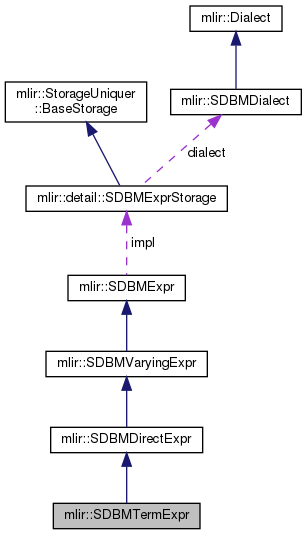 mlir::Dialect
mlir::StorageUniquer
::BaseStorage
mlir::SDBMDialect
dialect
mlir::detail::SDBMExprStorage
impl
mlir::SDBMExpr
mlir::SDBMVaryingExpr
mlir::SDBMDirectExpr
mlir::SDBMTermExpr